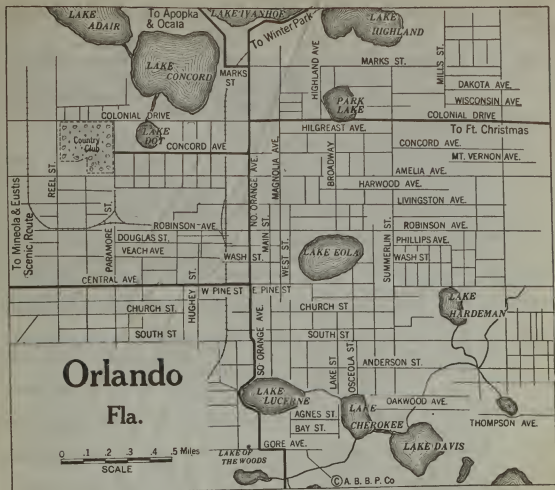 To Apopka
& Ocala
LAKE IVANHOE
LAKE
ADAIR
LAKE
CONCORD
To Winter Park
LAKE
HIGHLAND
HIGHLAND AVE.
MARKS
ST
MARKS ST.
MILLS ST.
DAKOTA AVE.
WISCONSIN AVE.
PARK
LAKE
COLONIAL DRIVE
COLONIAL DRIVE
LAKE
DOT
HILGREAST AVE.
To Ft. Christmas
Country
Club
CONCORD AVE
CONCORD AVE.
MT. VERNON AVE.
AMELIA AVE.
HARWOOD AVE.
LIVINGSTON AVE.
REEL ST.
NO. ORANGE AVE.
MAGNOLIA AVE.
BROADWAY
To Mineola & Eustis
Scenic Route
PARAMORE ST.
ROBINSON AVE.
MAIN ST.
ROBINSON AVE.
DOUGLAS ST.
PHILLIPS AVE.
VEACH AVE
WASH ST.
WEST ST.
LAKE EOLA
SUMMERLIN ST.
WASH ST.
CENTRAL AVE.
HUGHEY ST.
W PINE ST
E. PINE ST
CHURCH ST.
CHURCH ST.
LAKE
HARDEMAN
SOUTH ST
SOUTH ST.
SO ORANGE AVE.
LAKE ST
OSCEOLA ST.
ANDERSON ST.
Orlando
Fla.
LAKE
LUCERNE
AGNES ST.
BAY ST.
LAKE
CHEROKEE
OAKWOOD AVE.
THOMPSON AVE.
GORE AVE.
LAKE DAVIS
LAKE OF
THE WOODS
0 .1 .2 .3 .4 .5 Miles
SCALE
© A. B. B. P. Co